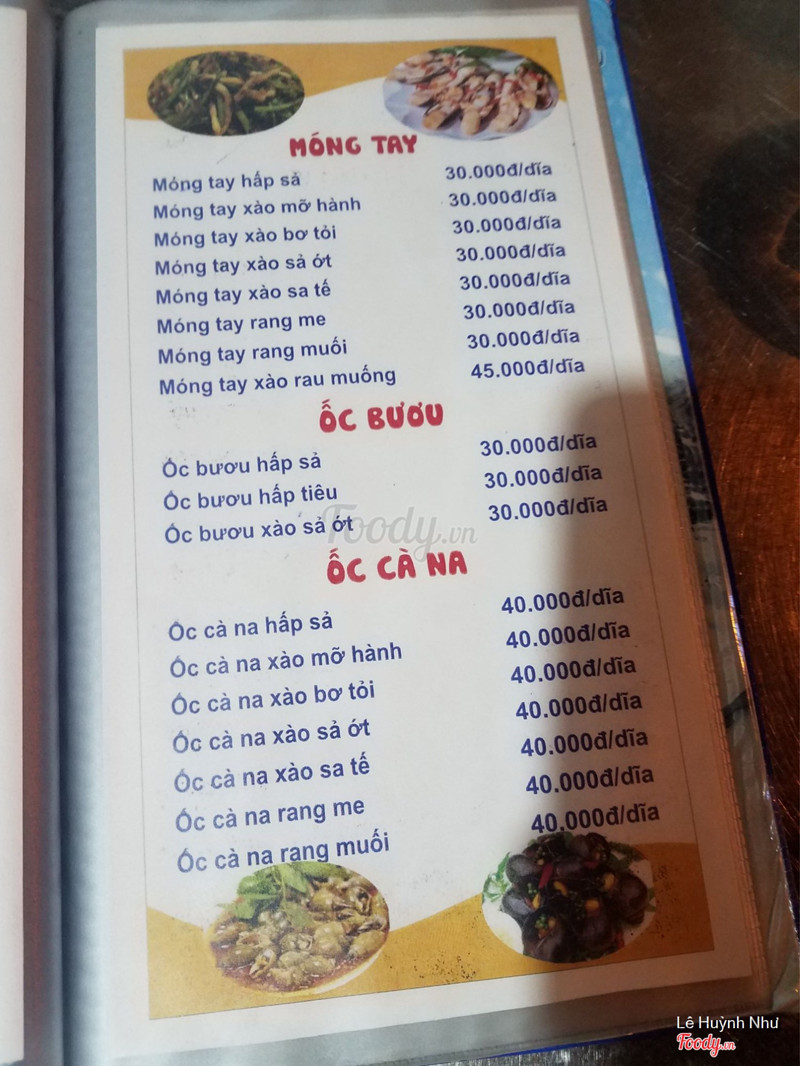 MÓNG TAY
Móng tay hấp sả 30.000đ/dĩa
Móng tay xào mỡ hành 30.000đ/dĩa
Móng tay xào bơ tỏi 30.000đ/dĩa
Móng tay xào sả ớt 30.000đ/dĩa
Móng tay xào sa tế 30.000đ/dĩa
Móng tay rang me 30.000đ/dĩa
Móng tay rang muối 30.000đ/dĩa
Móng tay xào rau muống 45.000đ/dĩa
ỐC BƯƠU
Ốc bươu hấp sả 30.000đ/dĩa
Ốc bươu hấp tiêu 30.000đ/dĩa
Ốc bươu xào sả ớt 30.000đ/dĩa
Foody.vn
ỐC CÀ NA
Ốc cà na hấp sả 40.000đ/dĩa
Ốc cà na xào mỡ hành 40.000đ/dĩa
Ốc cà na xào bơ tỏi 40.000đ/dĩa
Ốc cà na xào sả ớt 40.000đ/dĩa
Ốc cà na xào sa tế 40.000đ/dĩa
Ốc cà na rang me 40.000đ/dĩa
Ốc cà na rang muối 40.000đ/dĩa
Lê Huỳnh Như
Foody.vn